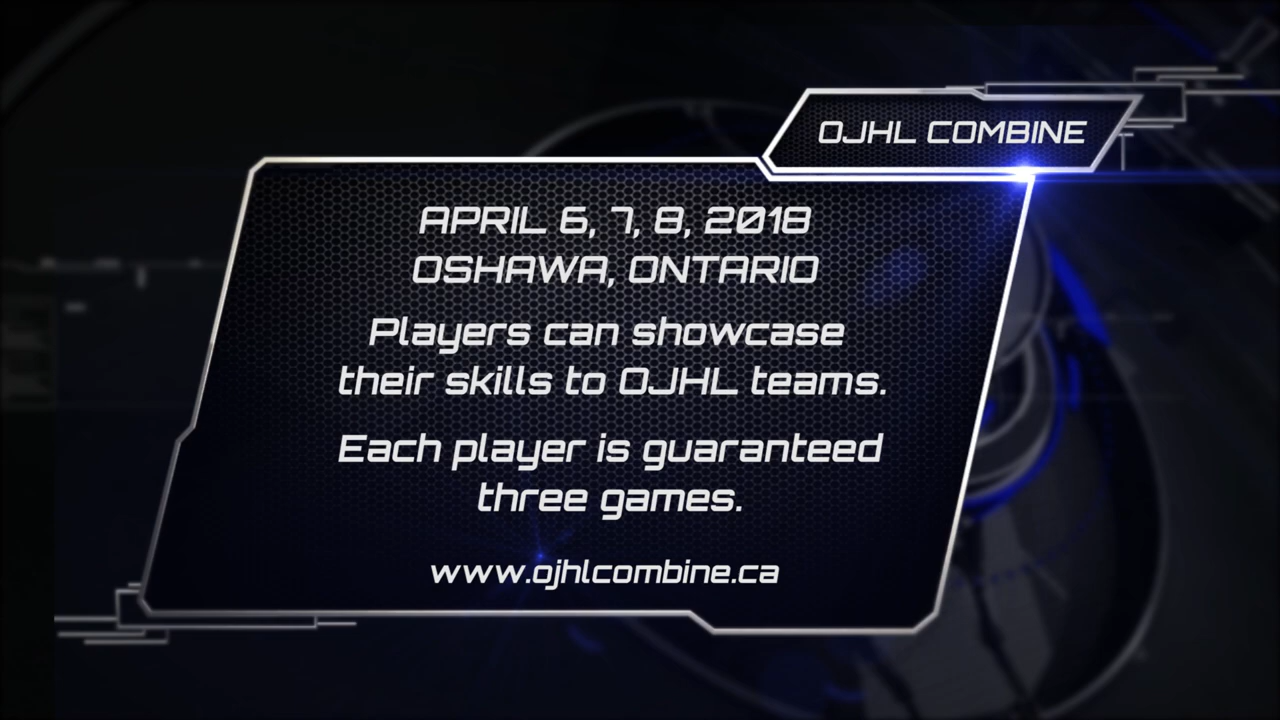 OJHL COMBINE
APRIL 6, 7, 8, 2018
OSHAWA, ONTARIO
Players can showcase
their skills to OJHL teams.
Each player is guaranteed
three games.
www.ojhlcombine.ca